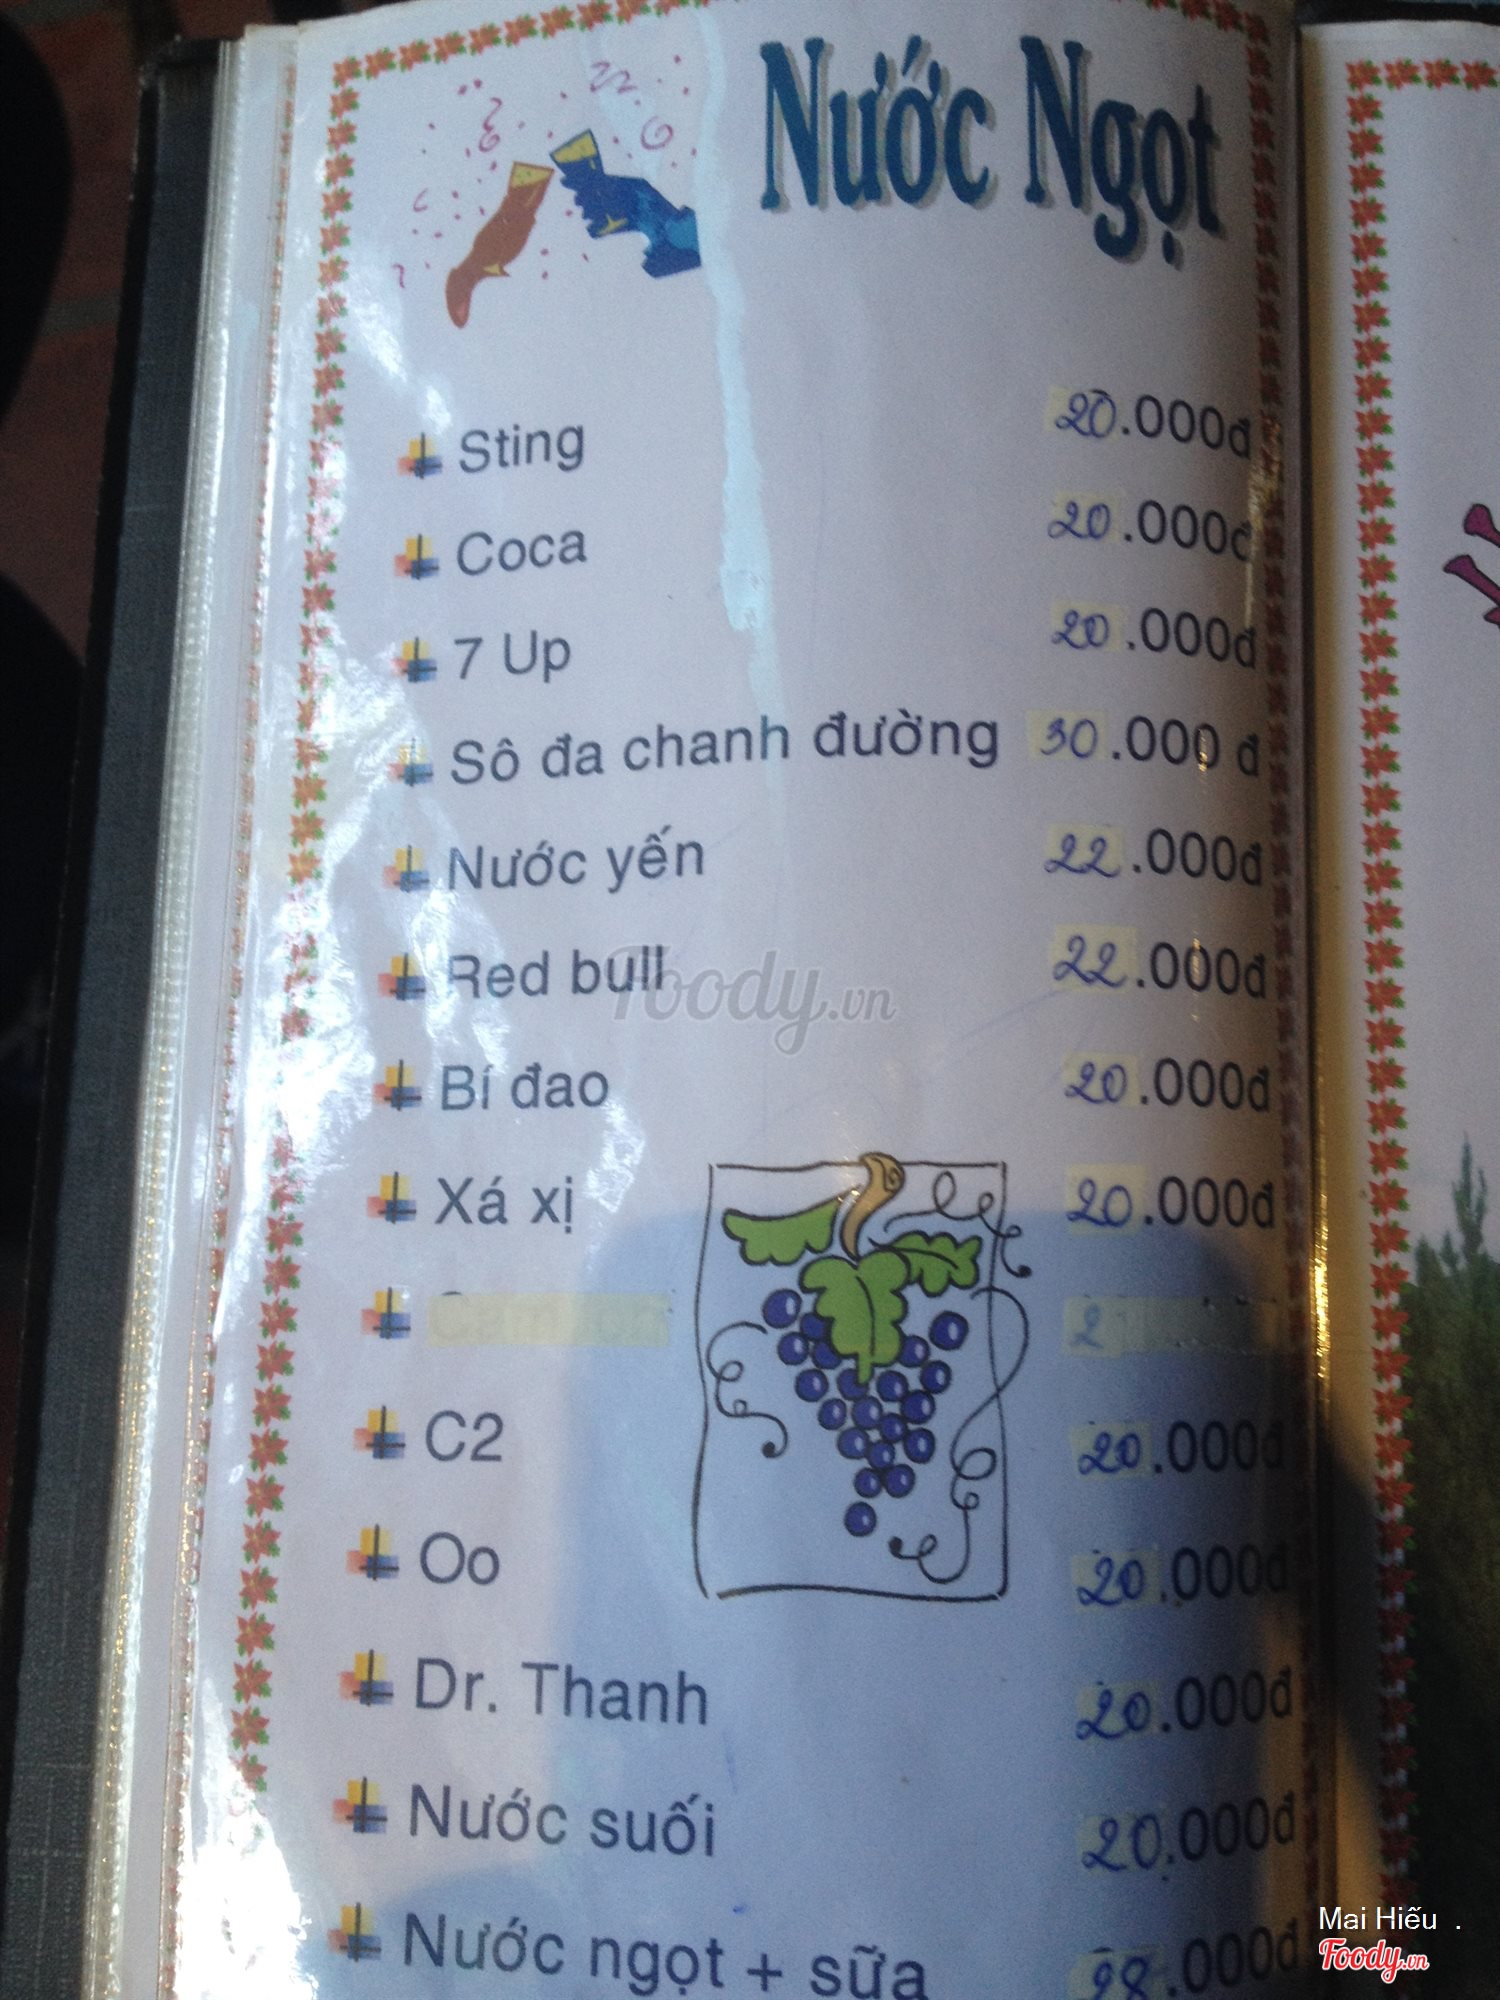 Nước Ngọt
Sting 20.000đ
Coca 20.000đ
7 Up 20.000đ
Sô đa chanh đường 30.000 đ
Nước yến 22.000đ
Red bull 22.000đ
Foody.vn
Bí đao 20.000đ
Xá xị 20.000đ
C2 20.000đ
Oo 20.000đ
Dr. Thanh 20.000đ
Nước suối 20.000đ
Nước ngọt + sữa 28.000đ
Mai Hiếu .
Foody.vn